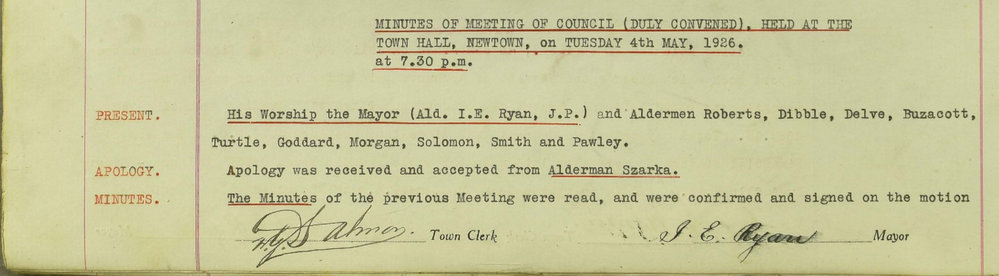 MINUTES OF MEETING OF COUNCIL (DULY CONVENED), HELD AT THE
TOWN HALL, NEWTOWN, on TUESDAY 4th MAY, 1926.
at 7.30 p.m.
PRESENT. His Worship the Mayor (Ald. I.E. Ryan, J.P.) and Aldermen Roberts, Dibble, Delve, Buzacott,
Turtle, Goddard, Morgan, Solomon, Smith and Pawley.
APOLOGY. Apology was received and accepted from Alderman Szarka.
MINUTES. The Minutes of the previous Meeting were read, and were confirmed and signed on the motion
Salmon. Town Clerk I. E. Ryan Mayor